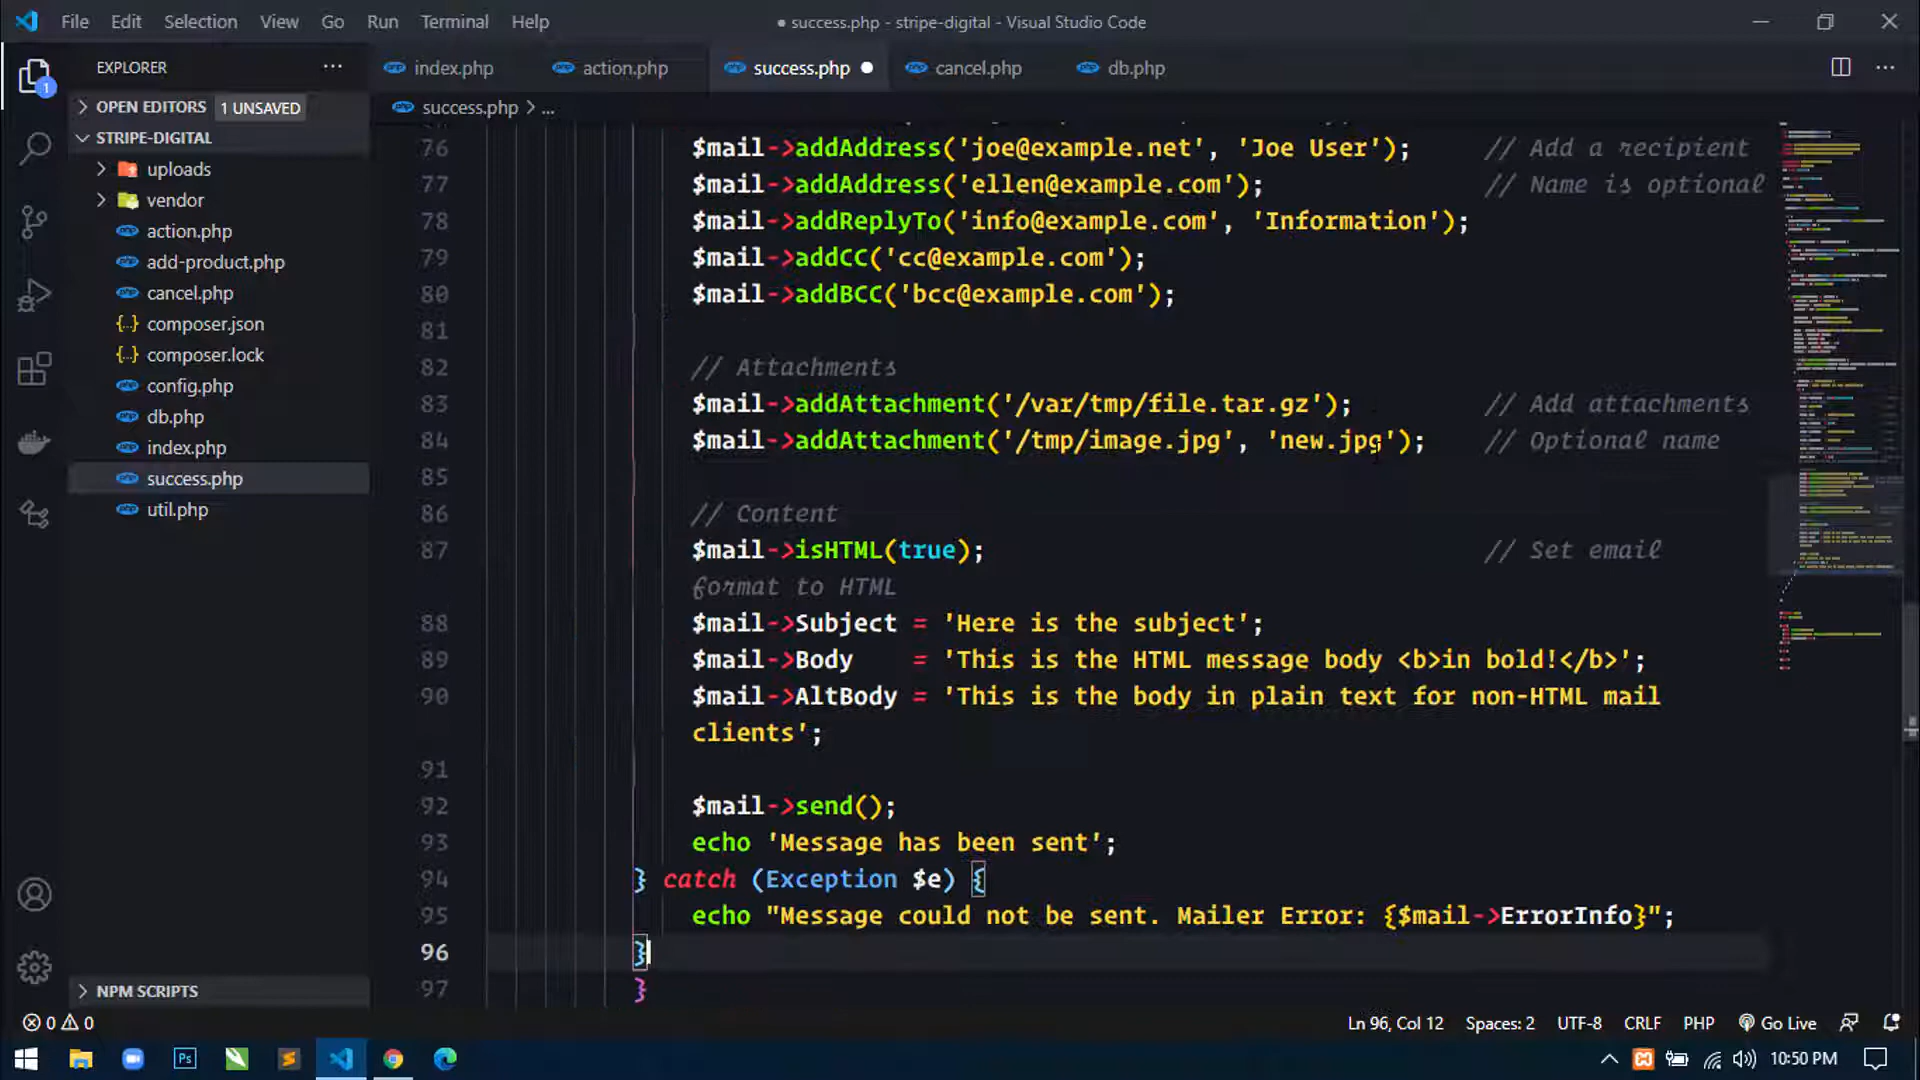 File Edit Selection View Go Run Terminal Help
● success.php - stripe-digital - Visual Studio Code
EXPLORER
index.php
action.php
success.php
cancel.php
db.php
1
OPEN EDITORS 1 UNSAVED
success.php > ...
STRIPE-DIGITAL
uploads
vendor
action.php
add-product.php
cancel.php
composer.json
composer.lock
config.php
db.php
index.php
success.php
util.php
NPM SCRIPTS
76 $mail->addAddress('joe@example.net', 'Joe User'); // Add a recipient
77 $mail->addAddress('ellen@example.com'); // Name is optional
78 $mail->addReplyTo('info@example.com', 'Information');
79 $mail->addCC('cc@example.com');
80 $mail->addBCC('bcc@example.com');
81
82 // Attachments
83 $mail->addAttachment('/var/tmp/file.tar.gz'); // Add attachments
84 $mail->addAttachment('/tmp/image.jpg', 'new.jpg'); // Optional name
85
86 // Content
87 $mail->isHTML(true); // Set email
format to HTML
88 $mail->Subject = 'Here is the subject';
89 $mail->Body = 'This is the HTML message body <b>in bold!</b>';
90 $mail->AltBody = 'This is the body in plain text for non-HTML mail
clients';
91
92 $mail->send();
93 echo 'Message has been sent';
94 } catch (Exception $e) {
95 echo "Message could not be sent. Mailer Error: {$mail->ErrorInfo}";
96 }
97 }
0 0
Ln 96, Col 12 Spaces: 2 UTF-8 CRLF PHP Go Live
Ps
10:50 PM